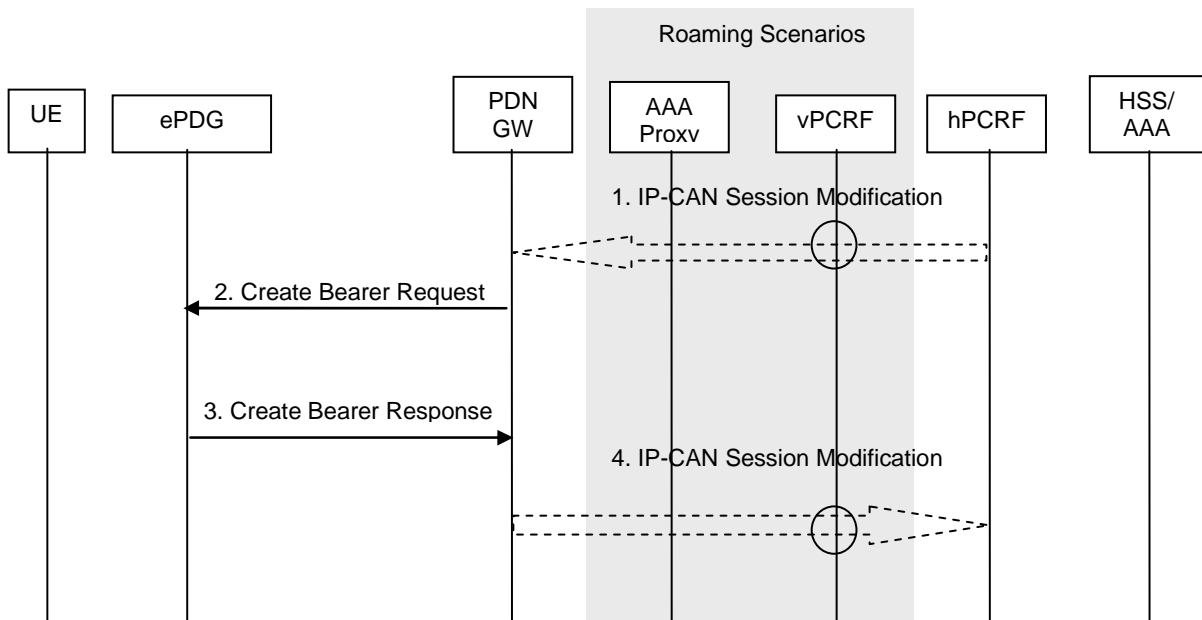 Roaming Scenarios
UE
ePDG
PDN
GW
AAA
Proxy
vPCRF
hPCRF
HSS/
AAA
1. IP-CAN Session Modification
2. Create Bearer Request
3. Create Bearer Response
4. IP-CAN Session Modification